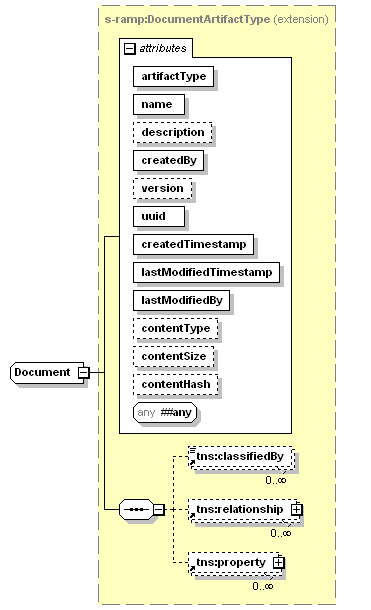 s-ramp:DocumentArtifactType (extension)
attributes
artifactType
name
description
createdBy
version
uuid
createdTimestamp
lastModifiedTimestamp
lastModifiedBy
contentType
contentSize
contentHash
any ##any
Document
tns:classifiedBy
0..∞
tns:relationship
0..∞
tns:property
0..∞